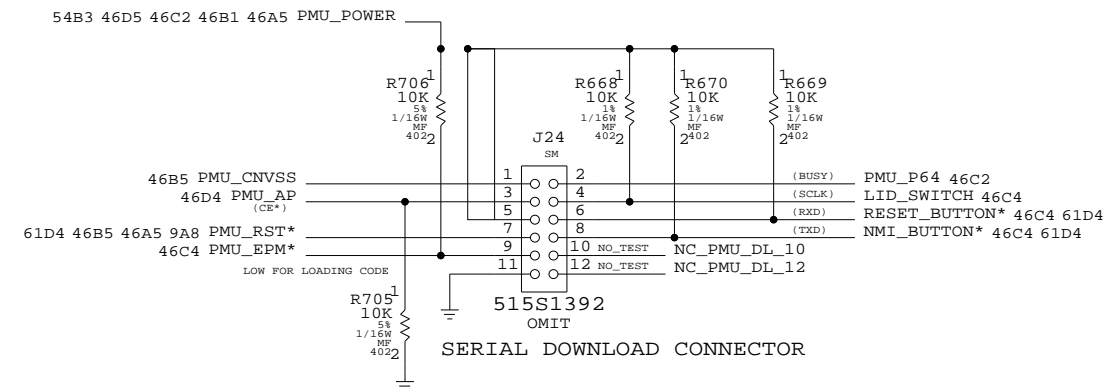 54B3 46D5 46C2 46B1 46A5 PMU_POWER
R706
1
10K
5%
1/16W
MF
402
2
R668
1
10K
1%
1/16W
MF
402
2
R670
1
10K
1%
1/16W
MF
402
2
R669
1
10K
1%
1/16W
MF
402
2
J24
SM
46B5 PMU_CNVSS
1
2
(BUSY)
PMU_P64 46C2
46D4 PMU_AP
(CE*)
3
4
(SCLK)
LID_SWITCH 46C4
5
6
(RXD)
RESET_BUTTON* 46C4 61D4
61D4 46B5 46A5 9A8 PMU_RST*
7
8
(TXD)
NMI_BUTTON* 46C4 61D4
46C4 PMU_EPM*
9
10
NO_TEST
NC_PMU_DL_10
LOW FOR LOADING CODE
11
12
NO_TEST
NC_PMU_DL_12
R705
1
10K
5%
1/16W
MF
402
2
515S1392
OMIT
SERIAL DOWNLOAD CONNECTOR